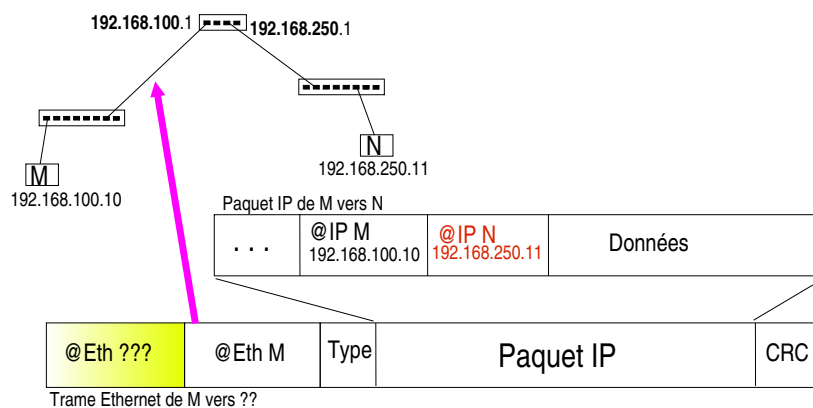 192.168.100.1 192.168.250.1
N
192.168.250.11
M
192.168.100.10
Paquet IP de M vers N
. . . @IP M @IP N Données
192.168.100.10 192.168.250.11
@Eth ??? @Eth M Type Paquet IP CRC
Trame Ethernet de M vers ??